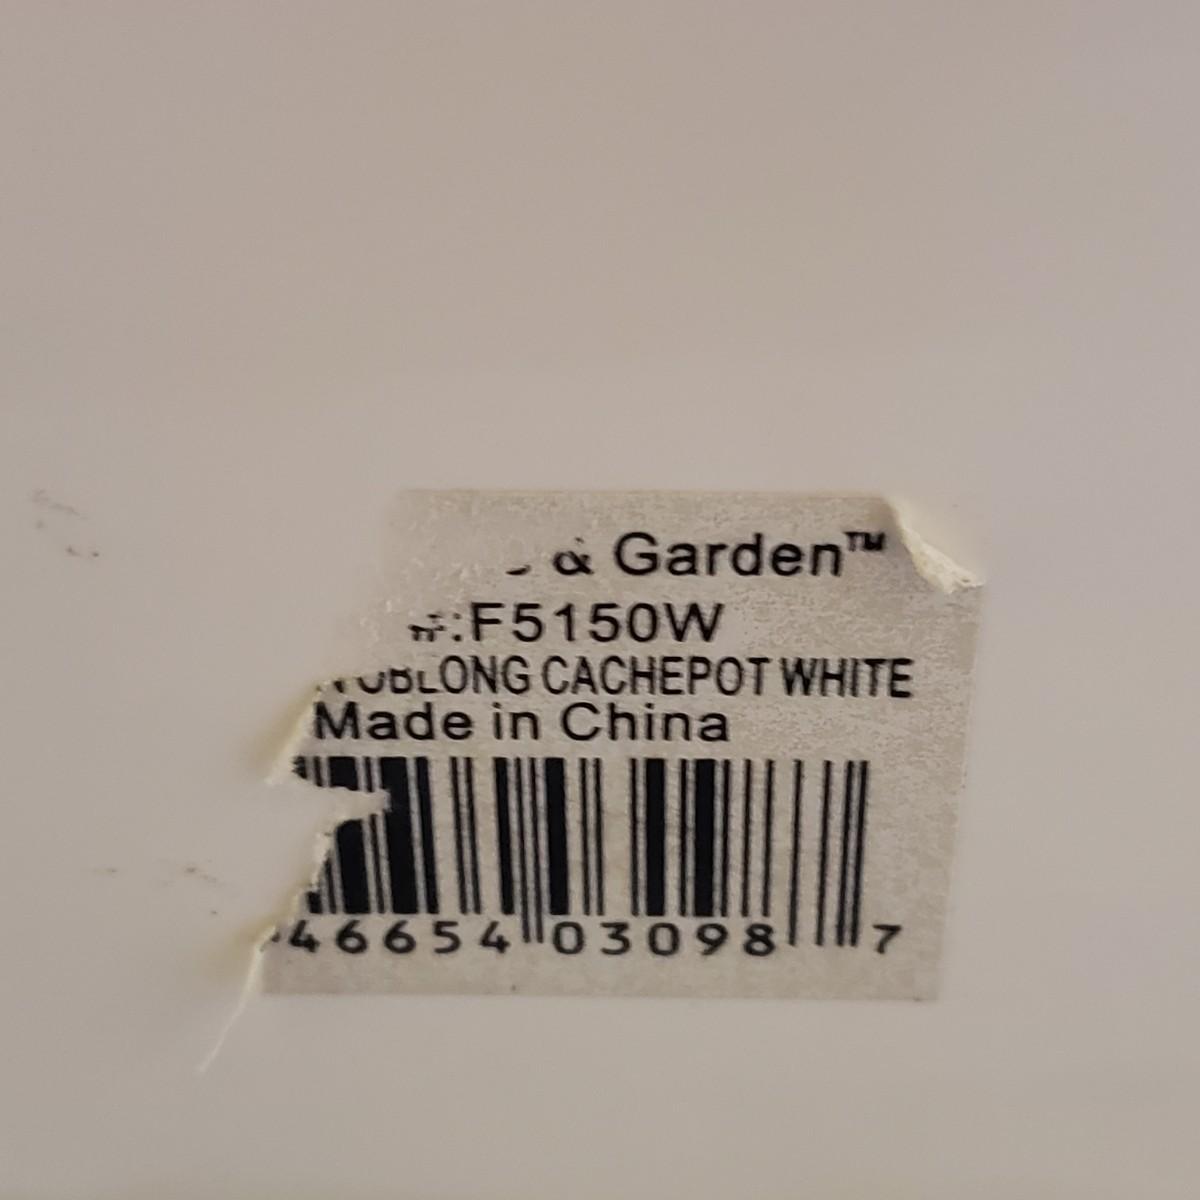 & Garden™
#:F5150W
OBLONG CACHEPOT WHITE
Made in China
46654 03098 7